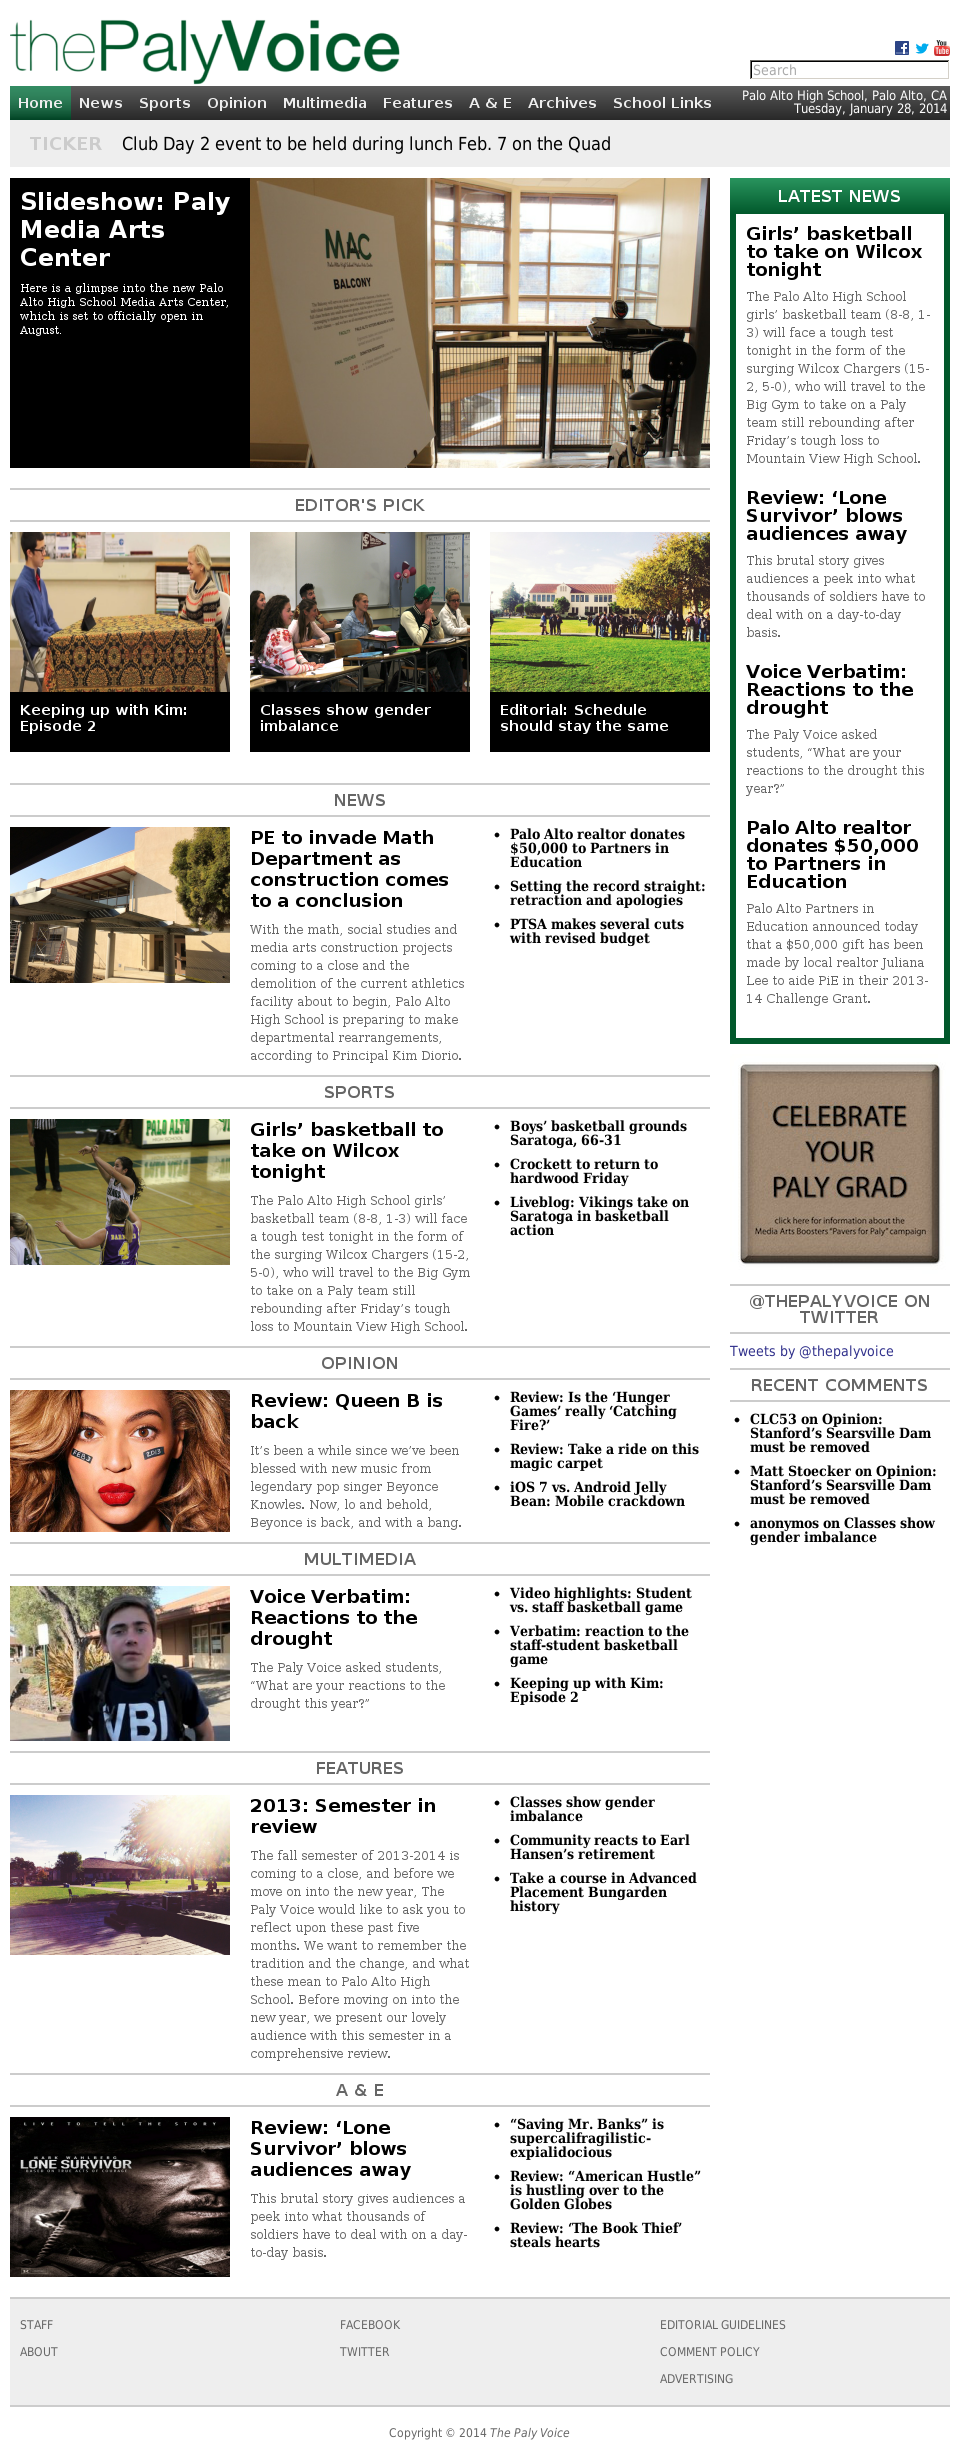 thePalyVoice
Search
Home News Sports Opinion Multimedia Features A & E Archives School Links
Palo Alto High School, Palo Alto, CA
Tuesday, January 28, 2014
TICKER Club Day 2 event to be held during lunch Feb. 7 on the Quad
Slideshow: Paly
Media Arts
Center
Here is a glimpse into the new Palo
Alto High School Media Arts Center,
which is set to officially open in
August.
MAC
BALCONY
EDITOR'S PICK
Keeping up with Kim:
Episode 2
Classes show gender
imbalance
Editorial: Schedule
should stay the same
NEWS
PE to invade Math
Department as
construction comes
to a conclusion
With the math, social studies and
media arts construction projects
coming to a close and the
demolition of the current athletics
facility about to begin, Palo Alto
High School is preparing to make
departmental rearrangements,
according to Principal Kim Diorio.
• Palo Alto realtor donates
$50,000 to Partners in
Education
• Setting the record straight:
retraction and apologies
• PTSA makes several cuts
with revised budget
SPORTS
PALO ALTO
Girls’ basketball to
take on Wilcox
tonight
The Palo Alto High School girls’
basketball team (8-8, 1-3) will face
a tough test tonight in the form of
the surging Wilcox Chargers (15-2,
5-0), who will travel to the Big Gym
to take on a Paly team still
rebounding after Friday’s tough
loss to Mountain View High School.
• Boys’ basketball grounds
Saratoga, 66-31
• Crockett to return to
hardwood Friday
• Liveblog: Vikings take on
Saratoga in basketball
action
OPINION
FEB 3
2013
Review: Queen B is
back
It’s been a while since we’ve been
blessed with new music from
legendary pop singer Beyonce
Knowles. Now, lo and behold,
Beyonce is back, and with a bang.
• Review: Is the ‘Hunger
Games’ really ‘Catching
Fire?’
• Review: Take a ride on this
magic carpet
• iOS 7 vs. Android Jelly
Bean: Mobile crackdown
MULTIMEDIA
VBI
Voice Verbatim:
Reactions to the
drought
The Paly Voice asked students,
“What are your reactions to the
drought this year?”
• Video highlights: Student
vs. staff basketball game
• Verbatim: reaction to the
staff-student basketball
game
• Keeping up with Kim:
Episode 2
FEATURES
2013: Semester in
review
The fall semester of 2013-2014 is
coming to a close, and before we
move on into the new year, The
Paly Voice would like to ask you to
reflect upon these past five
months. We want to remember the
tradition and the change, and what
these mean to Palo Alto High
School. Before moving on into the
new year, we present our lovely
audience with this semester in a
comprehensive review.
• Classes show gender
imbalance
• Community reacts to Earl
Hansen’s retirement
• Take a course in Advanced
Placement Bungarden
history
A & E
LIVE TO TELL THE STORY
MARK WAHLBERG
LONE SURVIVOR
BASED ON TRUE ACTS OF COURAGE
Review: ‘Lone
Survivor’ blows
audiences away
This brutal story gives audiences a
peek into what thousands of
soldiers have to deal with on a day-
to-day basis.
• “Saving Mr. Banks” is
supercalifragilistic-
expialidocious
• Review: “American Hustle”
is hustling over to the
Golden Globes
• Review: ‘The Book Thief’
steals hearts
LATEST NEWS
Girls’ basketball
to take on Wilcox
tonight
The Palo Alto High School
girls’ basketball team (8-8, 1-
3) will face a tough test
tonight in the form of the
surging Wilcox Chargers (15-
2, 5-0), who will travel to the
Big Gym to take on a Paly
team still rebounding after
Friday’s tough loss to
Mountain View High School.
Review: ‘Lone
Survivor’ blows
audiences away
This brutal story gives
audiences a peek into what
thousands of soldiers have to
deal with on a day-to-day
basis.
Voice Verbatim:
Reactions to the
drought
The Paly Voice asked
students, “What are your
reactions to the drought this
year?”
Palo Alto realtor
donates $50,000
to Partners in
Education
Palo Alto Partners in
Education announced today
that a $50,000 gift has been
made by local realtor Juliana
Lee to aide PiE in their 2013-
14 Challenge Grant.
CELEBRATE
YOUR
PALY GRAD
click here for information about the
Media Arts Boosters “Pavers for Paly” campaign
@THEPALYVOICE ON
TWITTER
Tweets by @thepalyvoice
RECENT COMMENTS
• CLC53 on Opinion:
Stanford’s Searsville Dam
must be removed
• Matt Stoecker on Opinion:
Stanford’s Searsville Dam
must be removed
• anonymos on Classes show
gender imbalance
STAFF
ABOUT
FACEBOOK
TWITTER
EDITORIAL GUIDELINES
COMMENT POLICY
ADVERTISING
Copyright © 2014 The Paly Voice